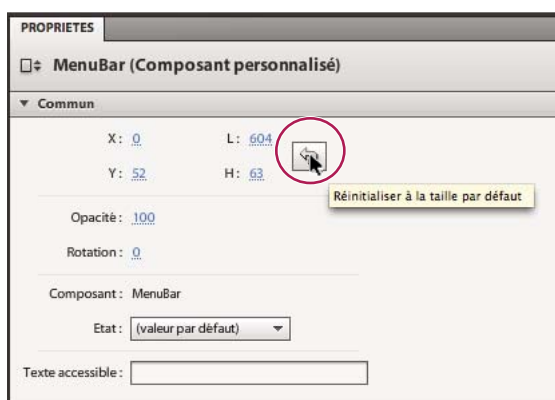 PROPRIETES
MenuBar (Composant personnalisé)
Commun
X: 0 L: 604
Y: 52 H: 63
Réinitialiser à la taille par défaut
Opacité: 100
Rotation: 0
Composant: MenuBar
Etat: (valeur par défaut)
Texte accessible: